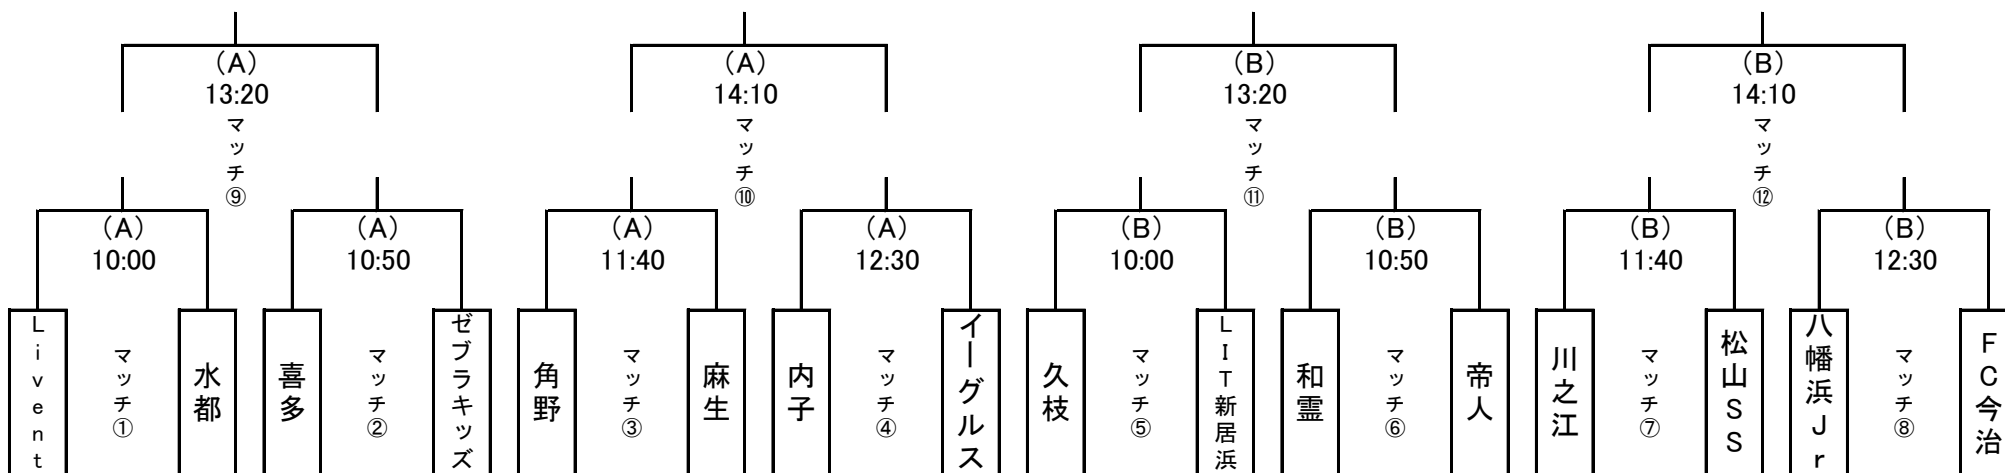 (A)
13:20
マッチ⑨
(A)
14:10
マッチ⑩
(B)
13:20
マッチ⑪
(B)
14:10
マッチ⑫
(A)
10:00
(A)
10:50
(A)
11:40
(A)
12:30
(B)
10:00
(B)
10:50
(B)
11:40
(B)
12:30
Livent
マッチ①
水都
喜多
マッチ②
ゼブラキッズ
角野
マッチ③
麻生
内子
マッチ④
イーグルス
久枝
マッチ⑤
LIT新居浜
和霊
マッチ⑥
帝人
川之江
マッチ⑦
松山SS
八幡浜Jr
マッチ⑧
FC今治